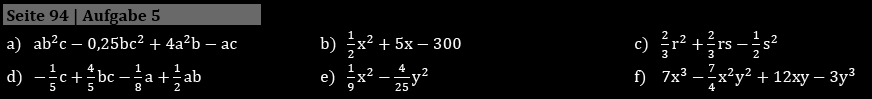 Seite 94 | Aufgabe 5
a) ab²c − 0,25bc² + 4a²b − ac b) 1/2x² + 5x − 300 c) 2/3r² + 2/3rs − 1/2s²
d) −1/5c + 4/5bc − 1/8a + 1/2ab e) 1/9x² − 4/25y² f) 7x³ − 7/4x²y² + 12xy − 3y³